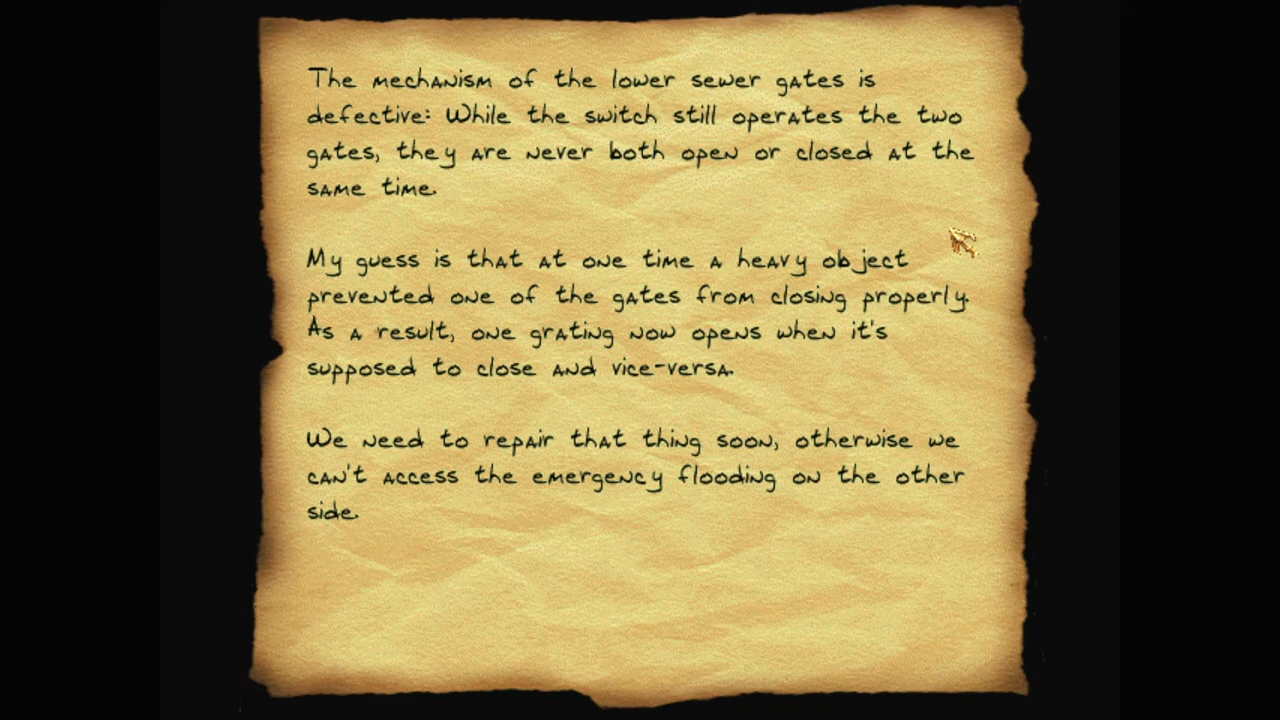 The mechanism of the lower sewer gates is
defective: While the switch still operates the two
gates, they are never both open or closed at the
same time.
My guess is that at one time a heavy object
prevented one of the gates from closing properly.
As a result, one grating now opens when it's
supposed to close and vice-versa.
We need to repair that thing soon, otherwise we
can't access the emergency flooding on the other
side.